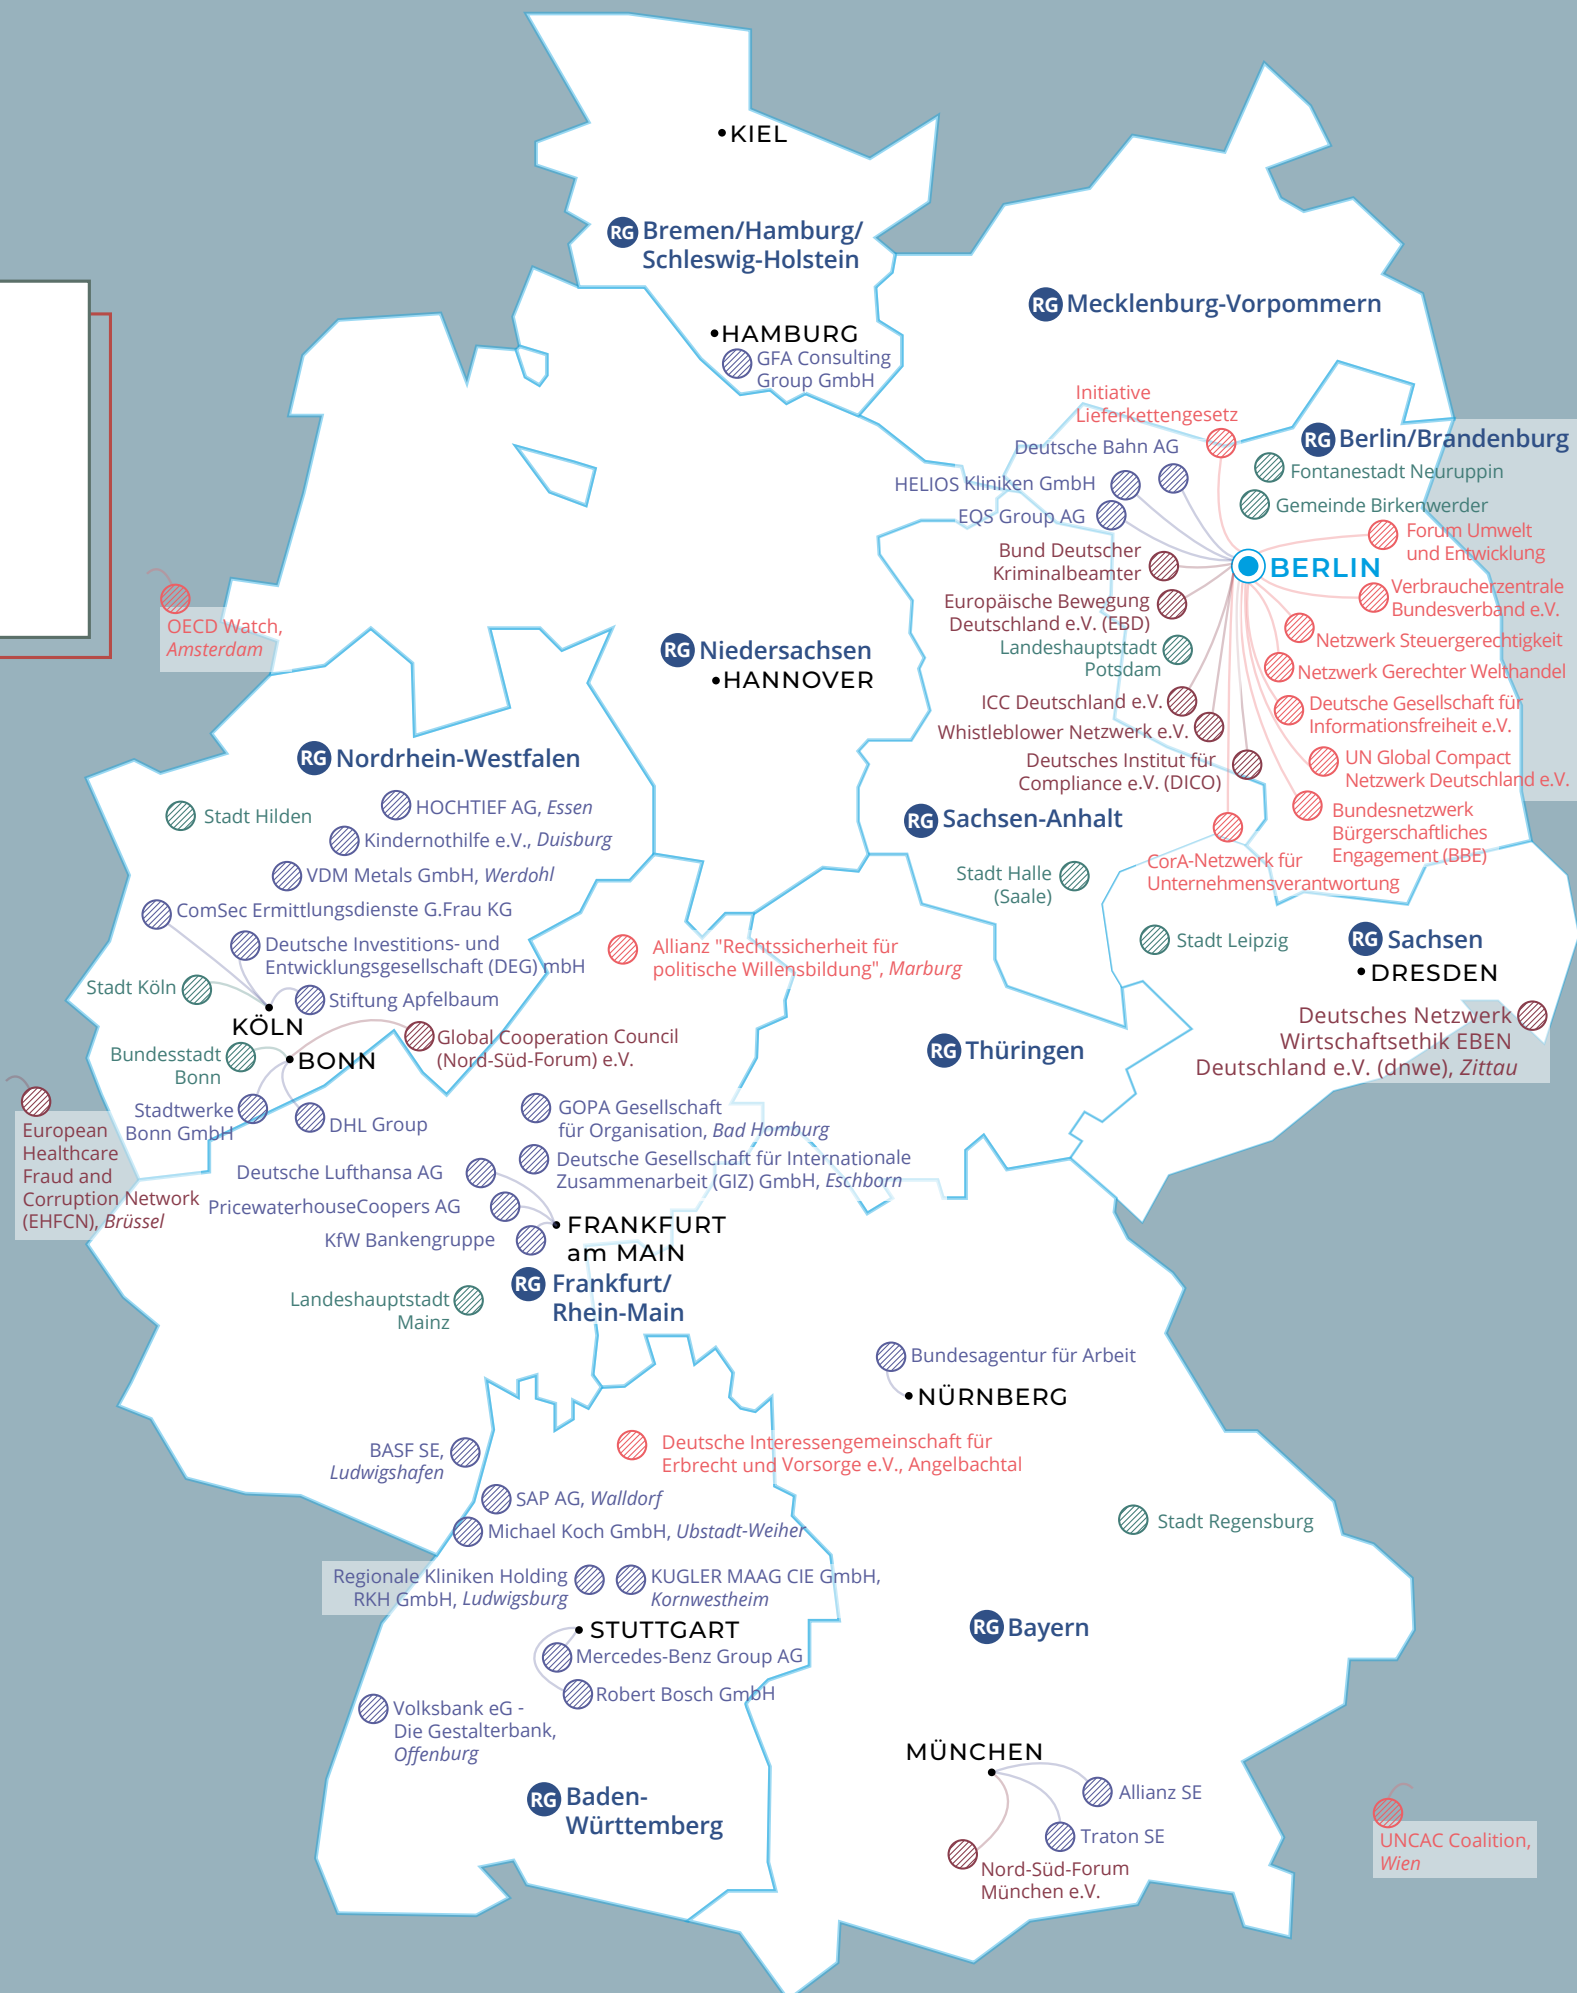 KIEL
RG Bremen/Hamburg/
Schleswig-Holstein
RG Mecklenburg-Vorpommern
HAMBURG
GFA Consulting
Group GmbH
Initiative
Lieferkettengesetz
RG Berlin/Brandenburg
Deutsche Bahn AG
Fontanestadt Neuruppin
HELIOS Kliniken GmbH
Gemeinde Birkenwerder
EQS Group AG
Forum Umwelt
und Entwicklung
Bund Deutscher
Kriminalbeamter
BERLIN
Verbraucherzentrale
Bundesverband e.V.
Europäische Bewegung
Deutschland e.V. (EBD)
OECD Watch,
Amsterdam
Netzwerk Steuergerechtigkeit
RG Niedersachsen
Landeshauptstadt
Potsdam
Netzwerk Gerechter Welthandel
HANNOVER
ICC Deutschland e.V.
Deutsche Gesellschaft für
Informationsfreiheit e.V.
Whistleblower Netzwerk e.V.
RG Nordrhein-Westfalen
Deutsches Institut für
Compliance e.V. (DICO)
UN Global Compact
Netzwerk Deutschland e.V.
Stadt Hilden
HOCHTIEF AG, Essen
RG Sachsen-Anhalt
Bundesnetzwerk
Bürgerschaftliches
Engagement (BBE)
Kindernothilfe e.V., Duisburg
CorA-Netzwerk für
Unternehmensverantwortung
VDM Metals GmbH, Werdohl
Stadt Halle
(Saale)
ComSec Ermittlungsdienste G.Frau KG
Deutsche Investitions- und
Entwicklungsgesellschaft (DEG) mbH
Allianz "Rechtssicherheit für
politische Willensbildung", Marburg
Stadt Leipzig
RG Sachsen
DRESDEN
Stadt Köln
Stiftung Apfelbaum
KÖLN
Deutsches Netzwerk
Wirtschaftsethik EBEN
Deutschland e.V. (dnwe), Zittau
Global Cooperation Council
(Nord-Süd-Forum) e.V.
RG Thüringen
Bundesstadt
Bonn
BONN
Stadtwerke
Bonn GmbH
DHL Group
GOPA Gesellschaft
für Organisation, Bad Homburg
European
Healthcare
Fraud and
Corruption Network
(EHFCN), Brüssel
Deutsche Gesellschaft für Internationale
Zusammenarbeit (GIZ) GmbH, Eschborn
Deutsche Lufthansa AG
PricewaterhouseCoopers AG
KfW Bankengruppe
FRANKFURT
am MAIN
RG Frankfurt/
Rhein-Main
Landeshauptstadt
Mainz
Bundesagentur für Arbeit
NÜRNBERG
BASF SE,
Ludwigshafen
Deutsche Interessengemeinschaft für
Erbrecht und Vorsorge e.V., Angelbachtal
SAP AG, Walldorf
Michael Koch GmbH, Ubstadt-Weiher
Stadt Regensburg
Regionale Kliniken Holding
RKH GmbH, Ludwigsburg
KUGLER MAAG CIE GmbH,
Kornwestheim
STUTTGART
RG Bayern
Mercedes-Benz Group AG
Robert Bosch GmbH
Volksbank eG -
Die Gestalterbank,
Offenburg
MÜNCHEN
RG Baden-
Württemberg
Allianz SE
Traton SE
Nord-Süd-Forum
München e.V.
UNCAC Coalition,
Wien